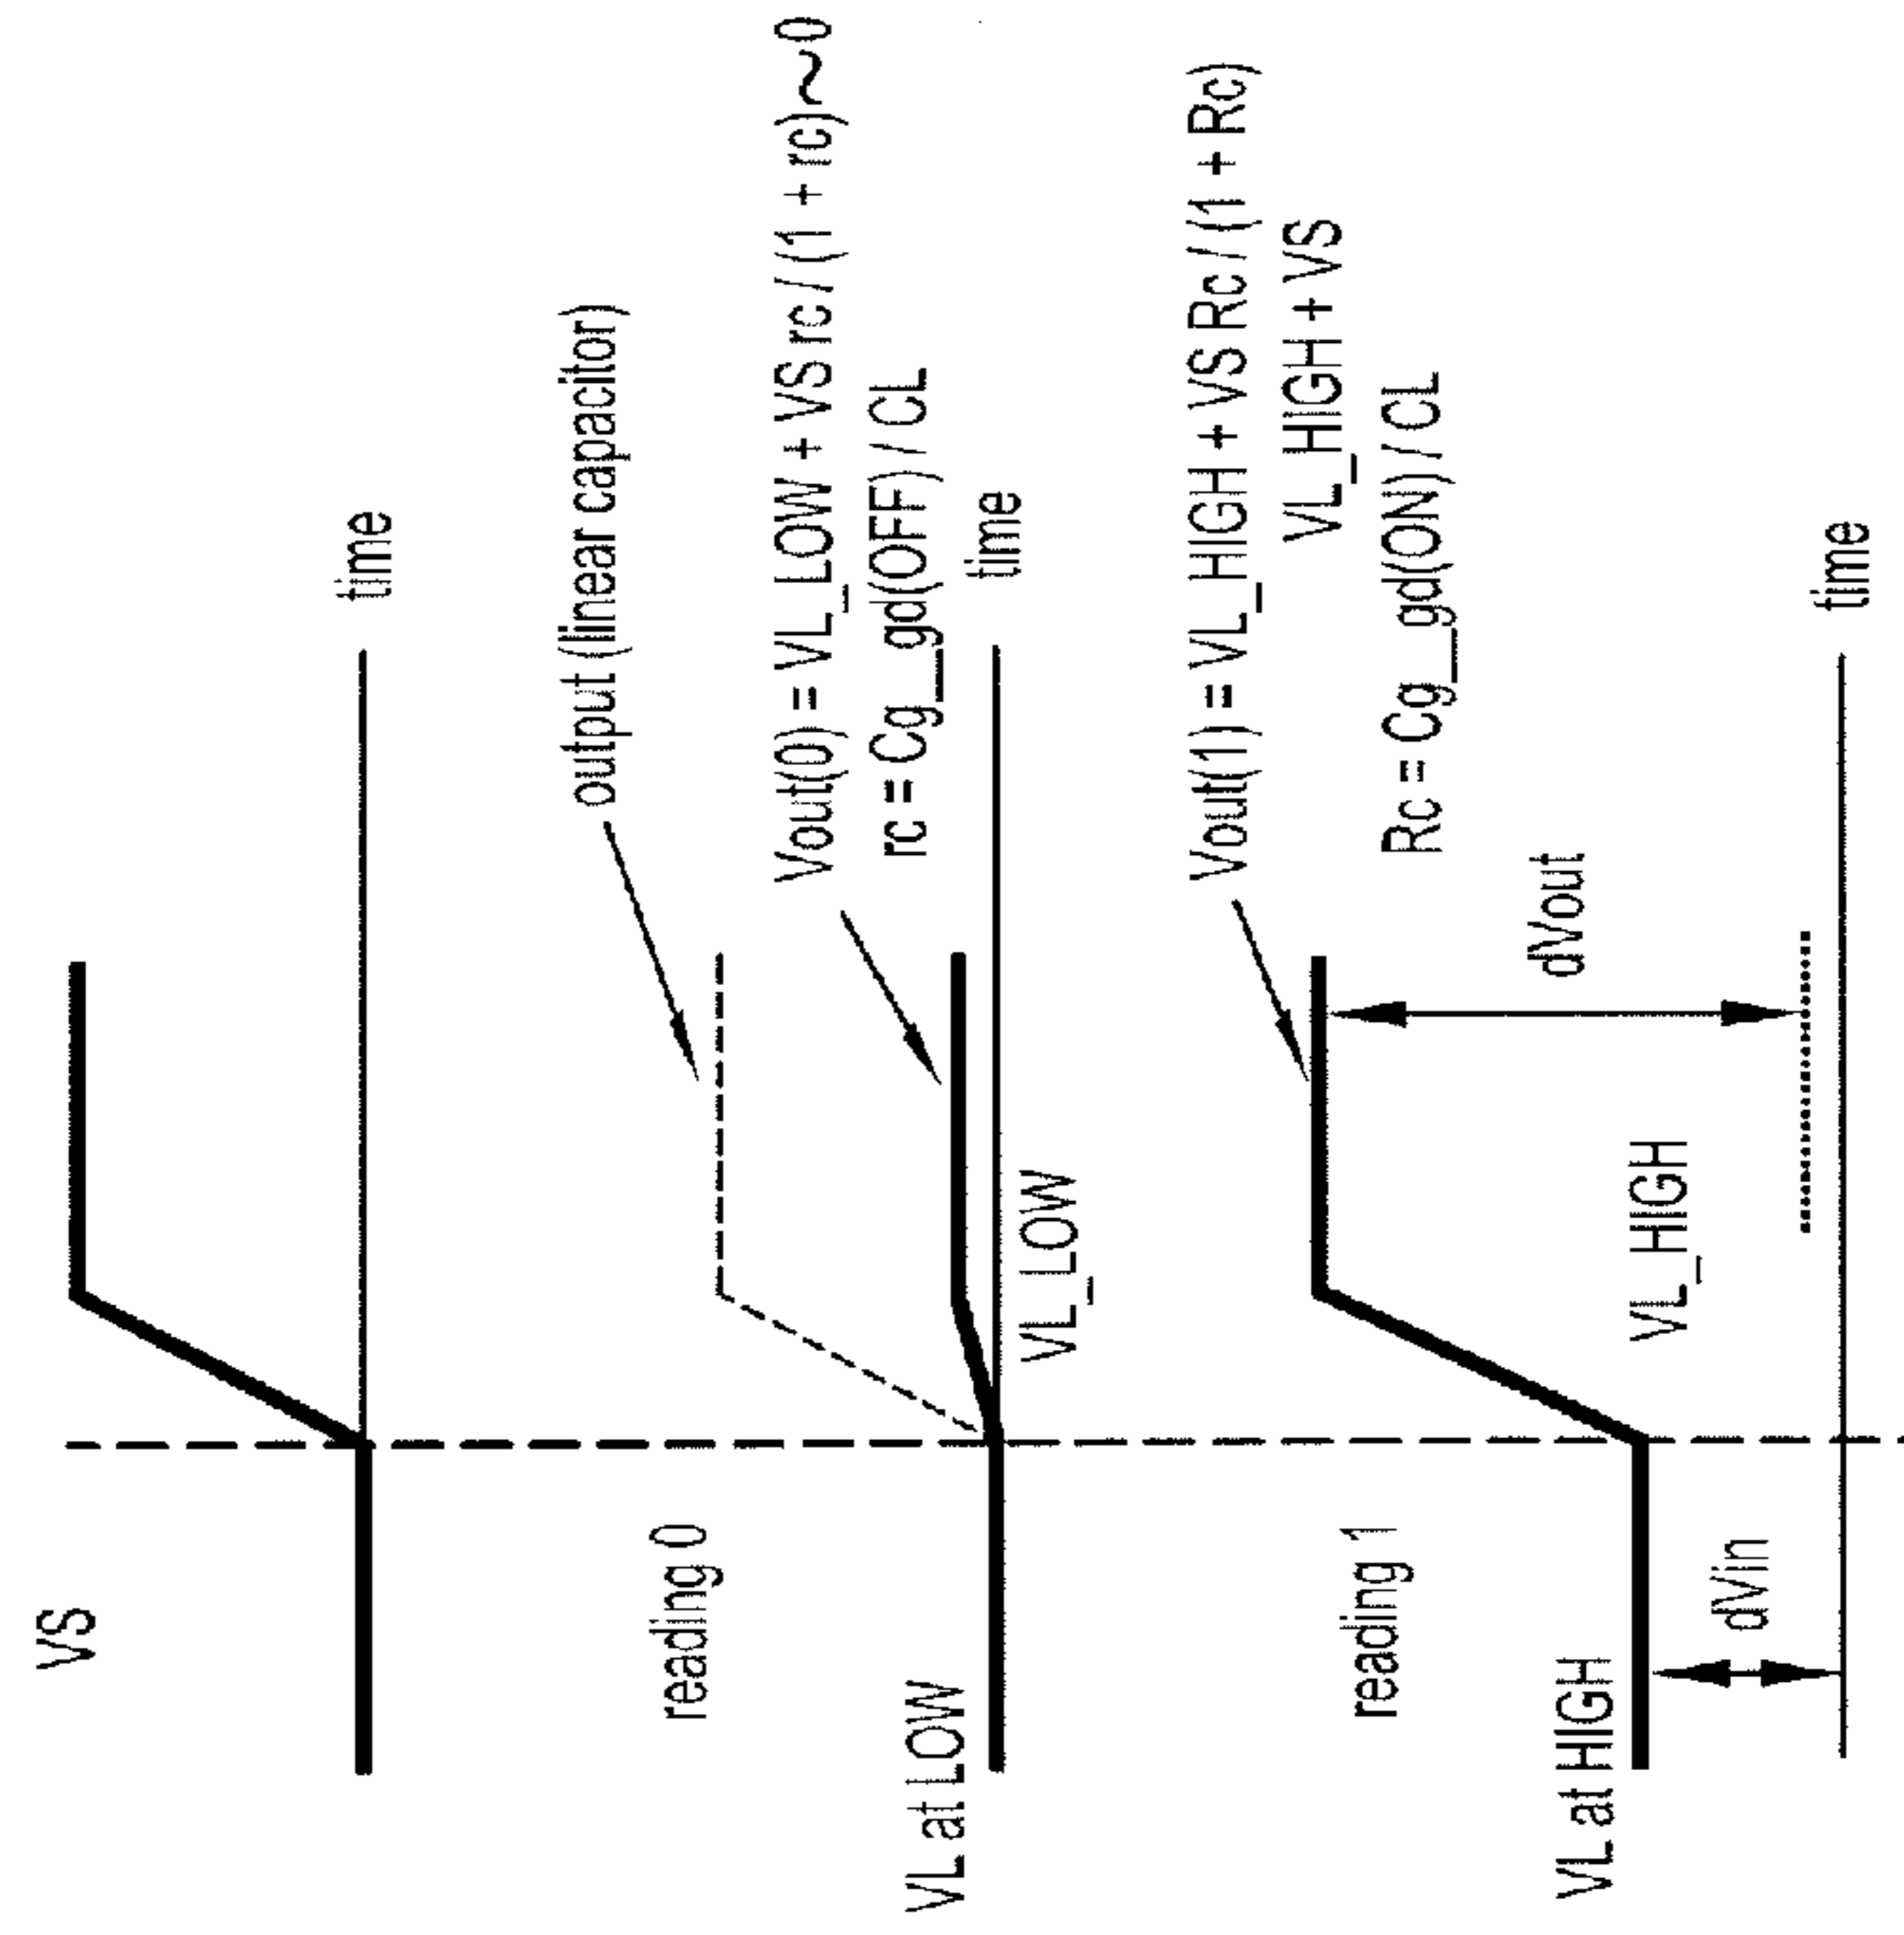 VS
time
reading 0
output (linear capacitor)
VL at LOW
Vout(0) = VL_LOW + VS rc / (1 + rc)~0
rc = Cg_gd(OFF) / CL
time
VL_LOW
reading 1
Vout(1) = VL_HIGH + VS Rc / (1 + Rc)
VL_HIGH + VS
Rc = Cg_gd(ON) / CL
dVout
VL at HIGH
VL_HIGH
dVin
time